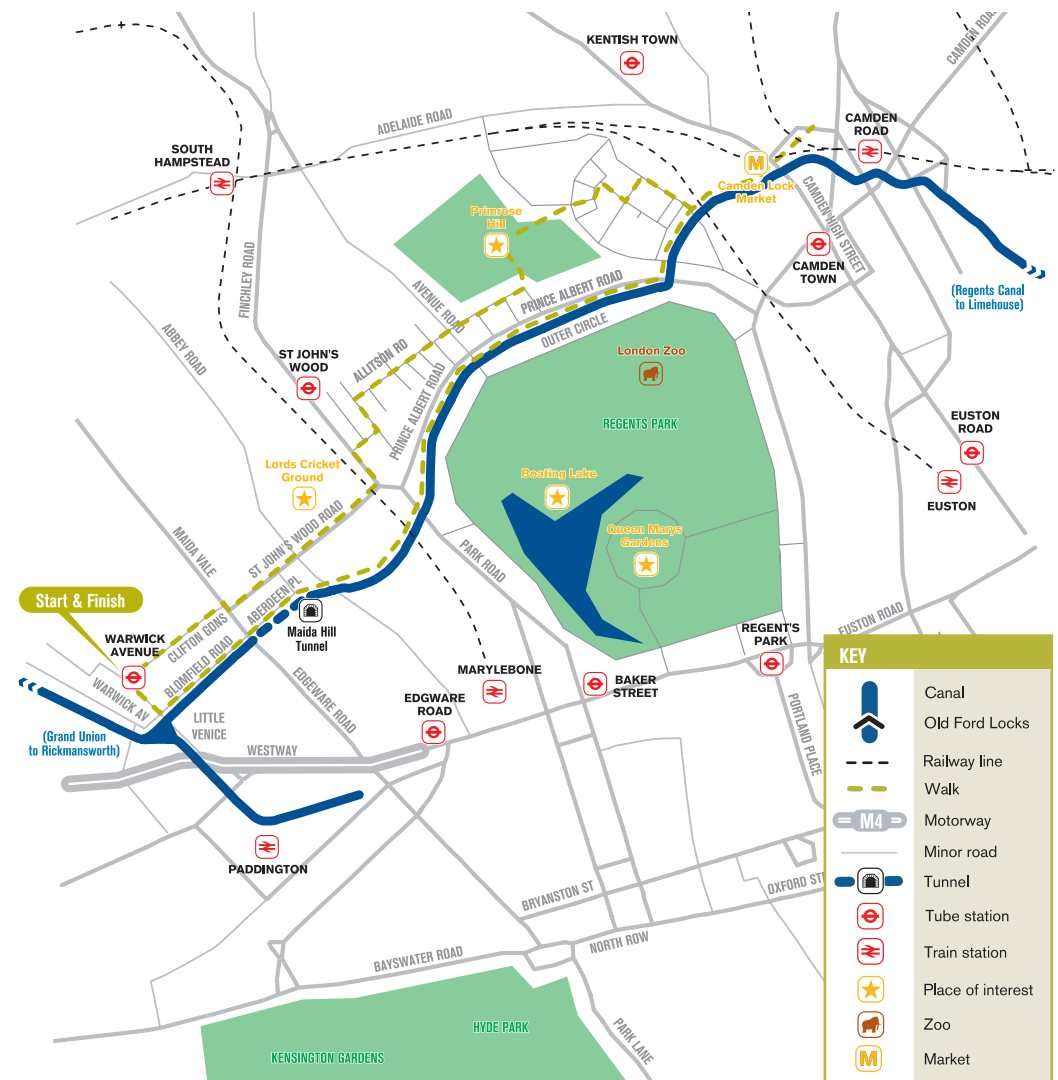 KENTISH TOWN
CAMDEN ROAD
ADELAIDE ROAD
CAMDEN
ROAD
SOUTH
HAMPSTEAD
M
Camden Lock
Market
CAMDEN HIGH STREET
Primrose
Hill
CAMDEN
TOWN
(Regents Canal
to Limehouse)
FINCHLEY ROAD
AVENUE ROAD
PRINCE ALBERT ROAD
OUTER CIRCLE
ABBEY ROAD
ST JOHN'S
WOOD
ALLITSON RD
PRINCE ALBERT ROAD
London Zoo
REGENTS PARK
EUSTON
ROAD
EUSTON
Lords Cricket
Ground
Boating Lake
Queen Marys
Gardens
MAIDA VALE
ST JOHN'S WOOD ROAD
PARK ROAD
Start & Finish
WARWICK
AVENUE
CLIFTON GDNS
ABERDEEN PL
BLOMFIELD ROAD
Maida Hill
Tunnel
REGENT'S
PARK
EUSTON ROAD
WARWICK AV
LITTLE
VENICE
EDGEWARE ROAD
MARYLEBONE
EDGWARE
ROAD
BAKER
STREET
PORTLAND PLACE
(Grand Union
to Rickmansworth)
WESTWAY
PADDINGTON
BRYANSTON ST
OXFORD
NORTH ROW
BAYSWATER ROAD
PARK LANE
HYDE PARK
KENSINGTON GARDENS
KEY
Canal
Old Ford Locks
Railway line
Walk
M4 Motorway
Minor road
Tunnel
Tube station
Train station
Place of interest
Zoo
M Market